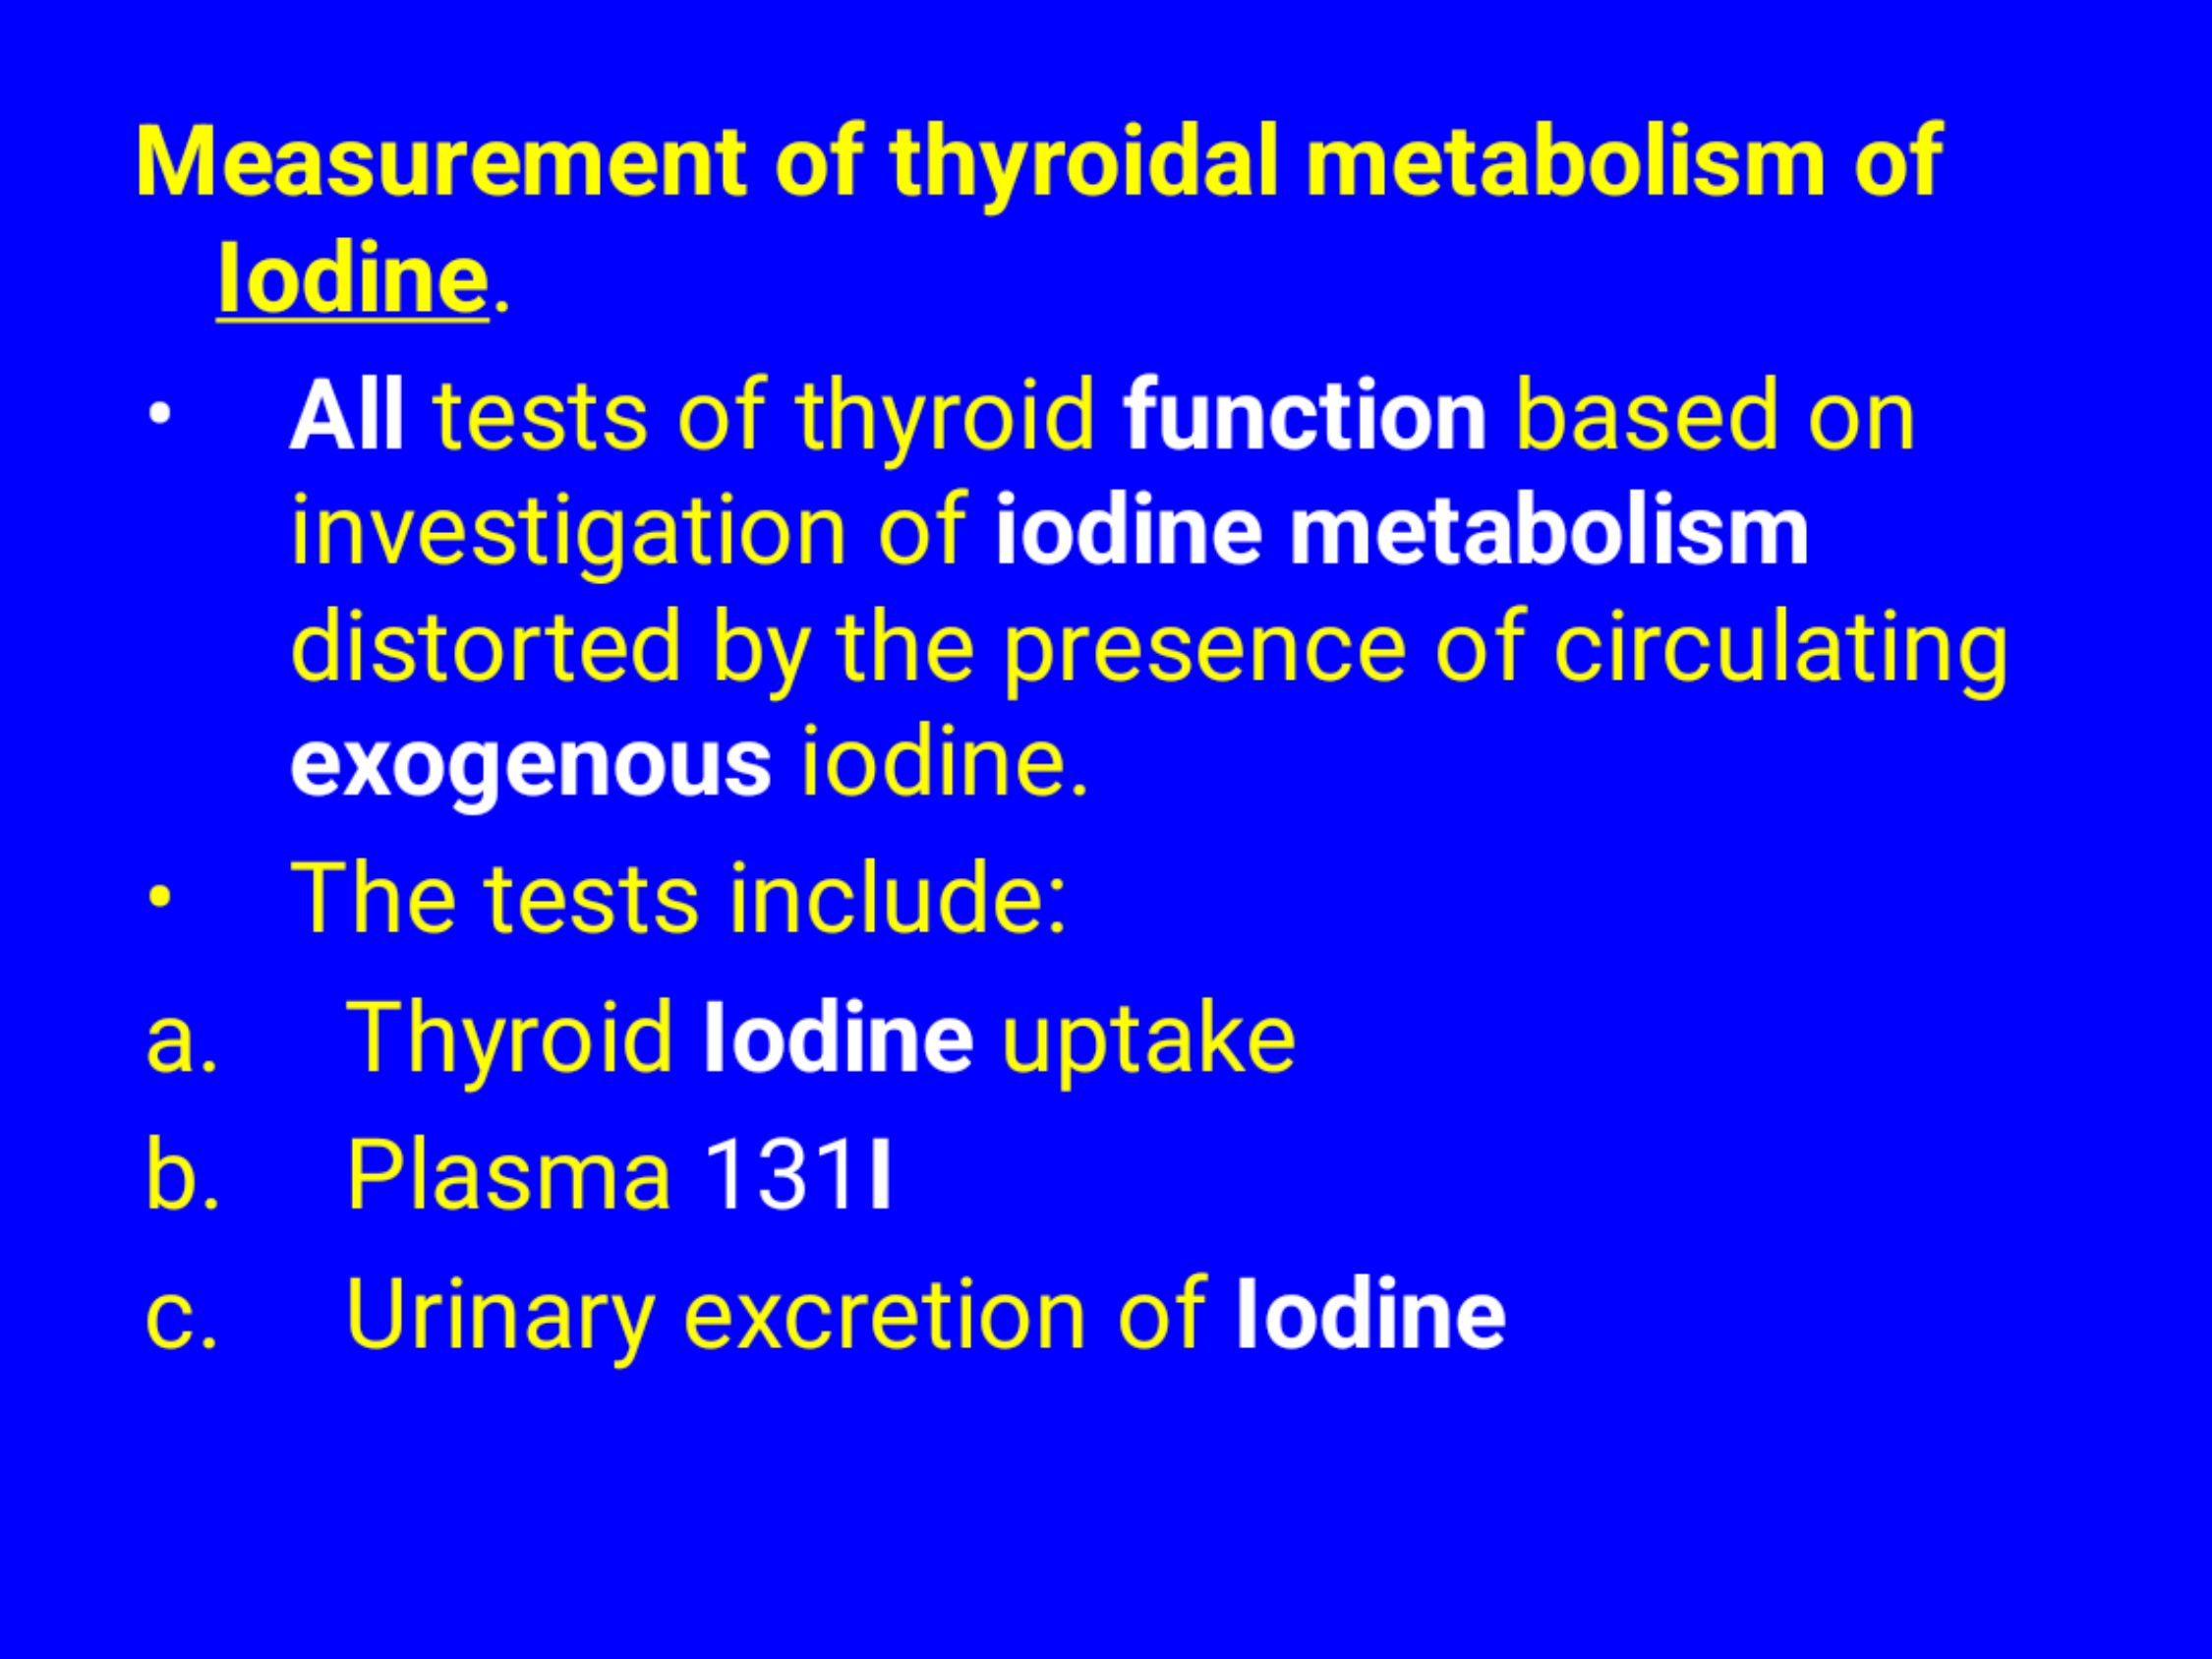 Measurement of thyroidal metabolism of
Iodine.
• All tests of thyroid function based on
investigation of iodine metabolism
distorted by the presence of circulating
exogenous iodine.
• The tests include:
a. Thyroid Iodine uptake
b. Plasma 131I
c. Urinary excretion of Iodine